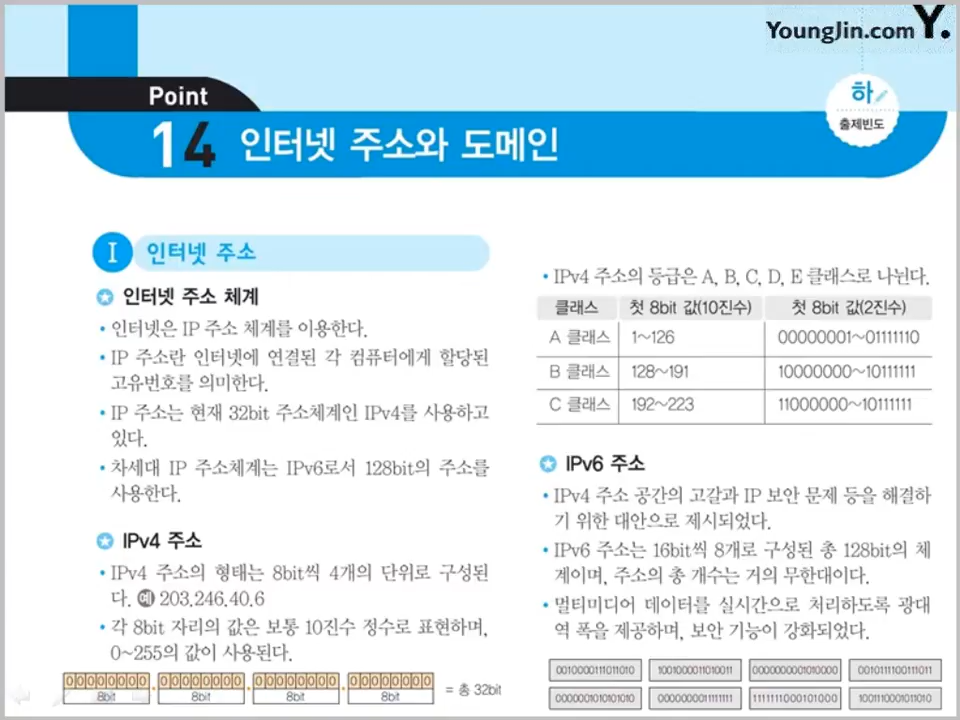 YoungJin.com Y.
Point
14 인터넷 주소와 도메인
하
출제빈도
I 인터넷 주소
인터넷 주소 체계
• 인터넷은 IP 주소 체계를 이용한다.
• IP 주소란 인터넷에 연결된 각 컴퓨터에게 할당된
고유번호를 의미한다.
• IP 주소는 현재 32bit 주소체계인 IPv4를 사용하고
있다.
• 차세대 IP 주소체계는 IPv6로서 128bit의 주소를
사용한다.
IPv4 주소
• IPv4 주소의 형태는 8bit씩 4개의 단위로 구성된
다. 예 203.246.40.6
• 각 8bit 자리의 값은 보통 10진수 정수로 표현하며,
0~255의 값이 사용된다.
00000000.00000000.00000000.00000000
8bit 8bit 8bit 8bit = 총 32bit
• IPv4 주소의 등급은 A, B, C, D, E 클래스로 나뉜다.
클래스 첫 8bit 값(10진수) 첫 8bit 값(2진수)
A 클래스 1~126 00000001~01111110
B 클래스 128~191 10000000~10111111
C 클래스 192~223 11000000~10111111
IPv6 주소
• IPv4 주소 공간의 고갈과 IP 보안 문제 등을 해결하
기 위한 대안으로 제시되었다.
• IPv6 주소는 16bit씩 8개로 구성된 총 128bit의 체
계이며, 주소의 총 개수는 거의 무한대이다.
• 멀티미디어 데이터를 실시간으로 처리하도록 광대
역 폭을 제공하며, 보안 기능이 강화되었다.